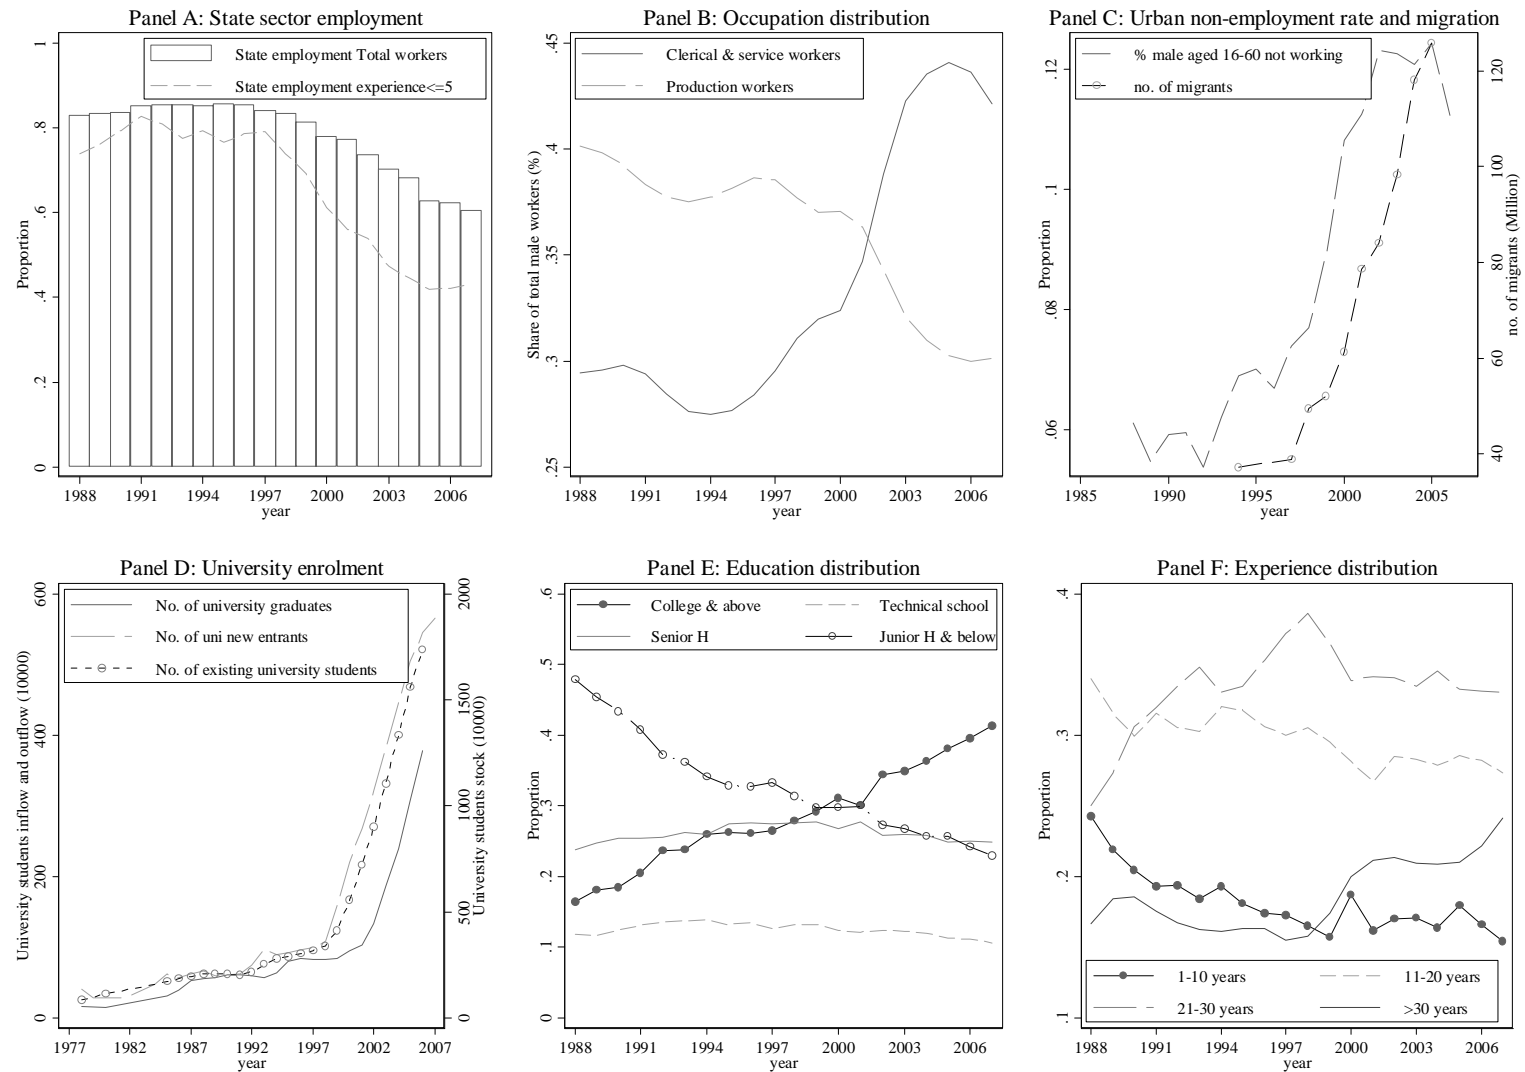 Panel A: State sector employment
State employment Total workers
State employment experience<=5
Proportion
1
.8
.6
.4
.2
0
1988 1991 1994 1997 2000 2003 2006
year
Panel B: Occupation distribution
Clerical & service workers
Production workers
Share of total male workers (%)
.45
.4
.35
.3
.25
1988 1991 1994 1997 2000 2003 2006
year
Panel C: Urban non-employment rate and migration
% male aged 16-60 not working
no. of migrants
Proportion
.12
.1
.08
.06
no. of migrants (Million)
120
100
80
60
40
1985 1990 1995 2000 2005
year
Panel D: University enrolment
No. of university graduates
No. of uni new entrants
No. of existing university students
University students inflow and outflow (10000)
600
400
200
0
University students stock (10000)
2000
1500
1000
500
0
1977 1982 1987 1992 1997 2002 2007
year
Panel E: Education distribution
College & above Technical school
Senior H Junior H & below
Proportion
.6
.5
.4
.3
.2
.1
0
1988 1991 1994 1997 2000 2003 2006
year
Panel F: Experience distribution
Proportion
.4
.3
.2
.1
1-10 years 11-20 years
21-30 years >30 years
1988 1991 1994 1997 2000 2003 2006
year